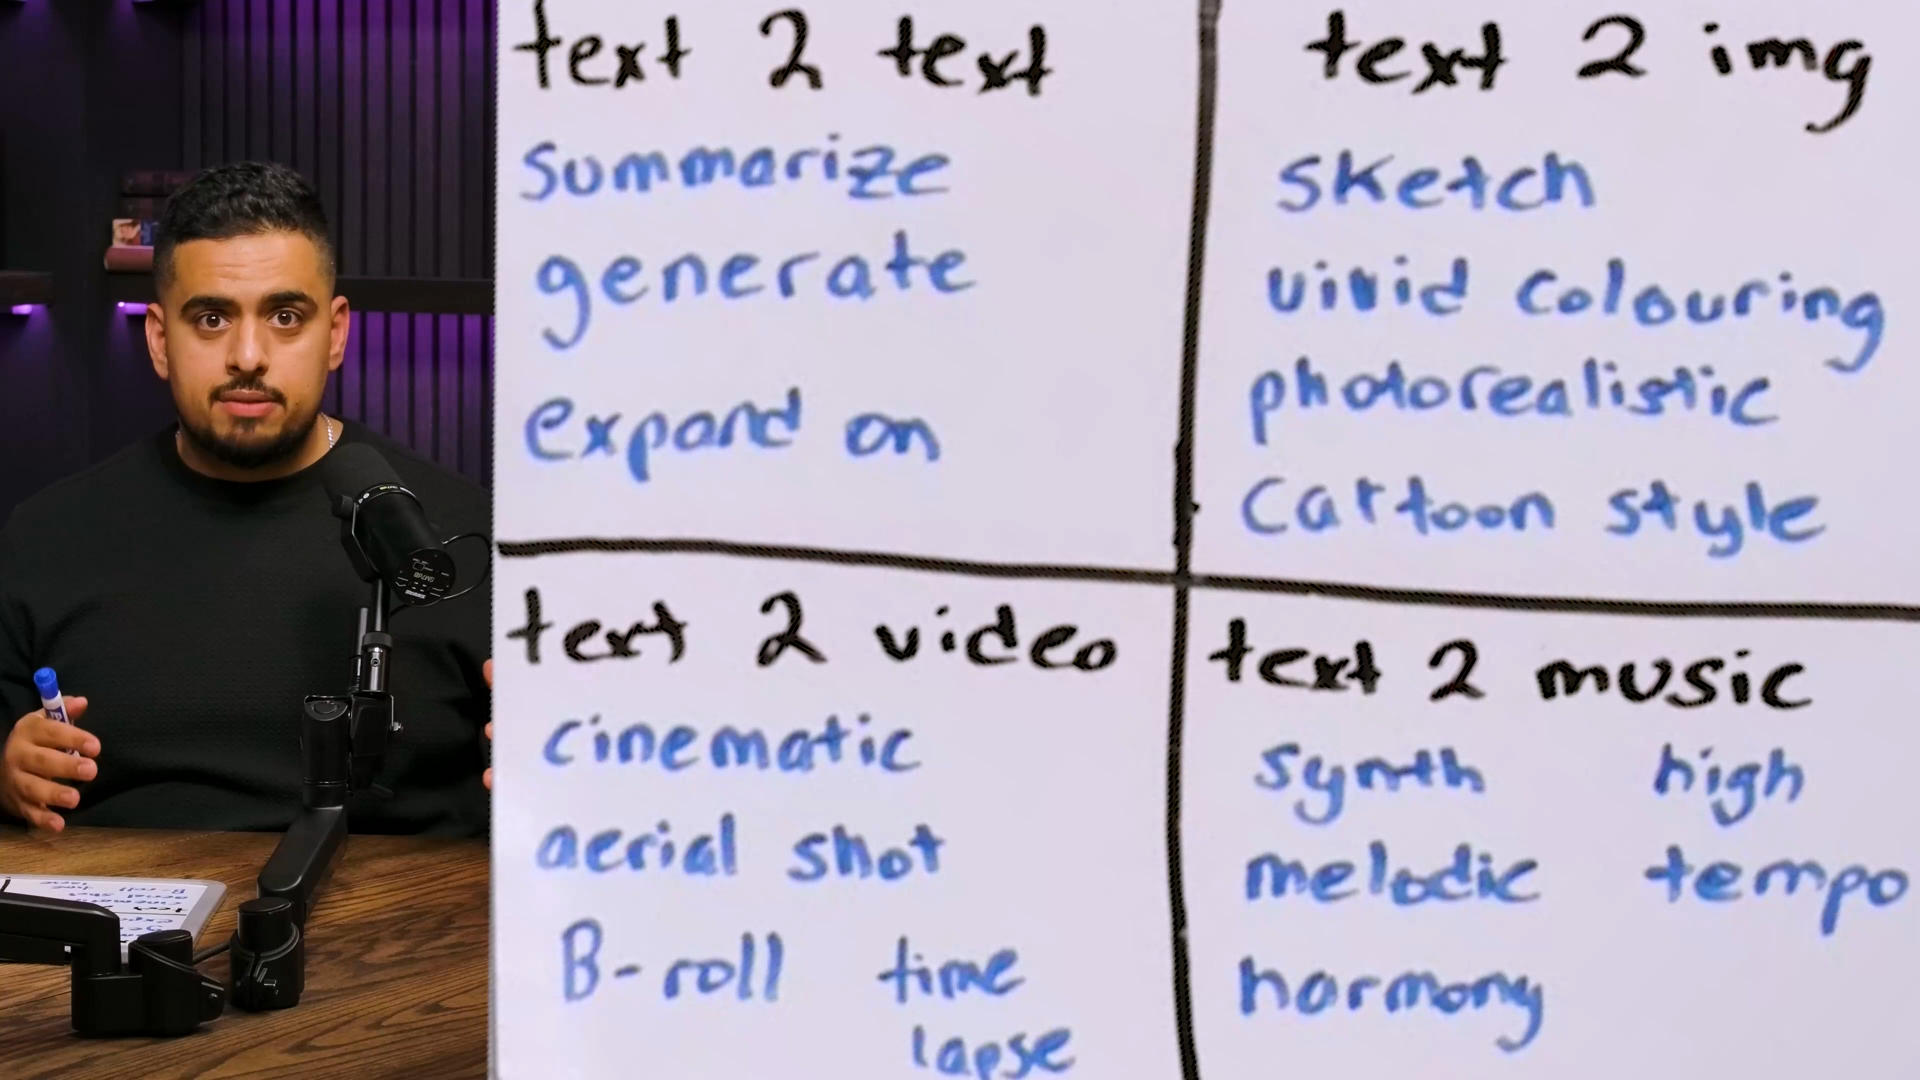 text 2 text
summarize
generate
expand on
text 2 img
sketch
vivid colouring
photorealistic
cartoon style
text 2 video
cinematic
aerial shot
B-roll time
lapse
text 2 music
synth high
melodic tempo
harmony